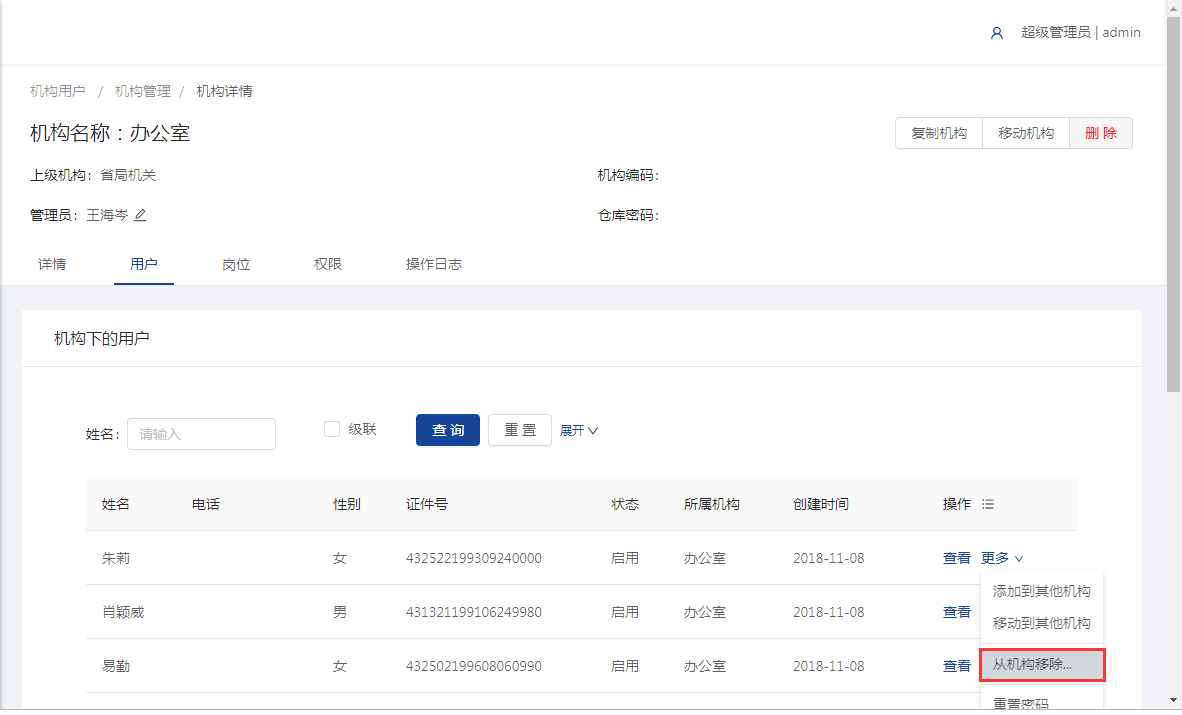 超级管理员 | admin
机构用户 / 机构管理 / 机构详情
机构名称：办公室
复制机构 移动机构 删 除
上级机构： 省局机关 机构编码：
管理员： 王海岑 仓库密码：
详情 用户 岗位 权限 操作日志
机构下的用户
姓名： 请输入 级联 查 询 重 置 展开
姓名 电话 性别 证件号 状态 所属机构 创建时间 操作
朱莉 女 432522199309240000 启用 办公室 2018-11-08 查看 更多
添加到其他机构
肖颖威 男 431321199106249980 启用 办公室 2018-11-08 查看
移动到其他机构
易勤 女 432502199608060990 启用 办公室 2018-11-08 查看
从机构移除...
重置密码